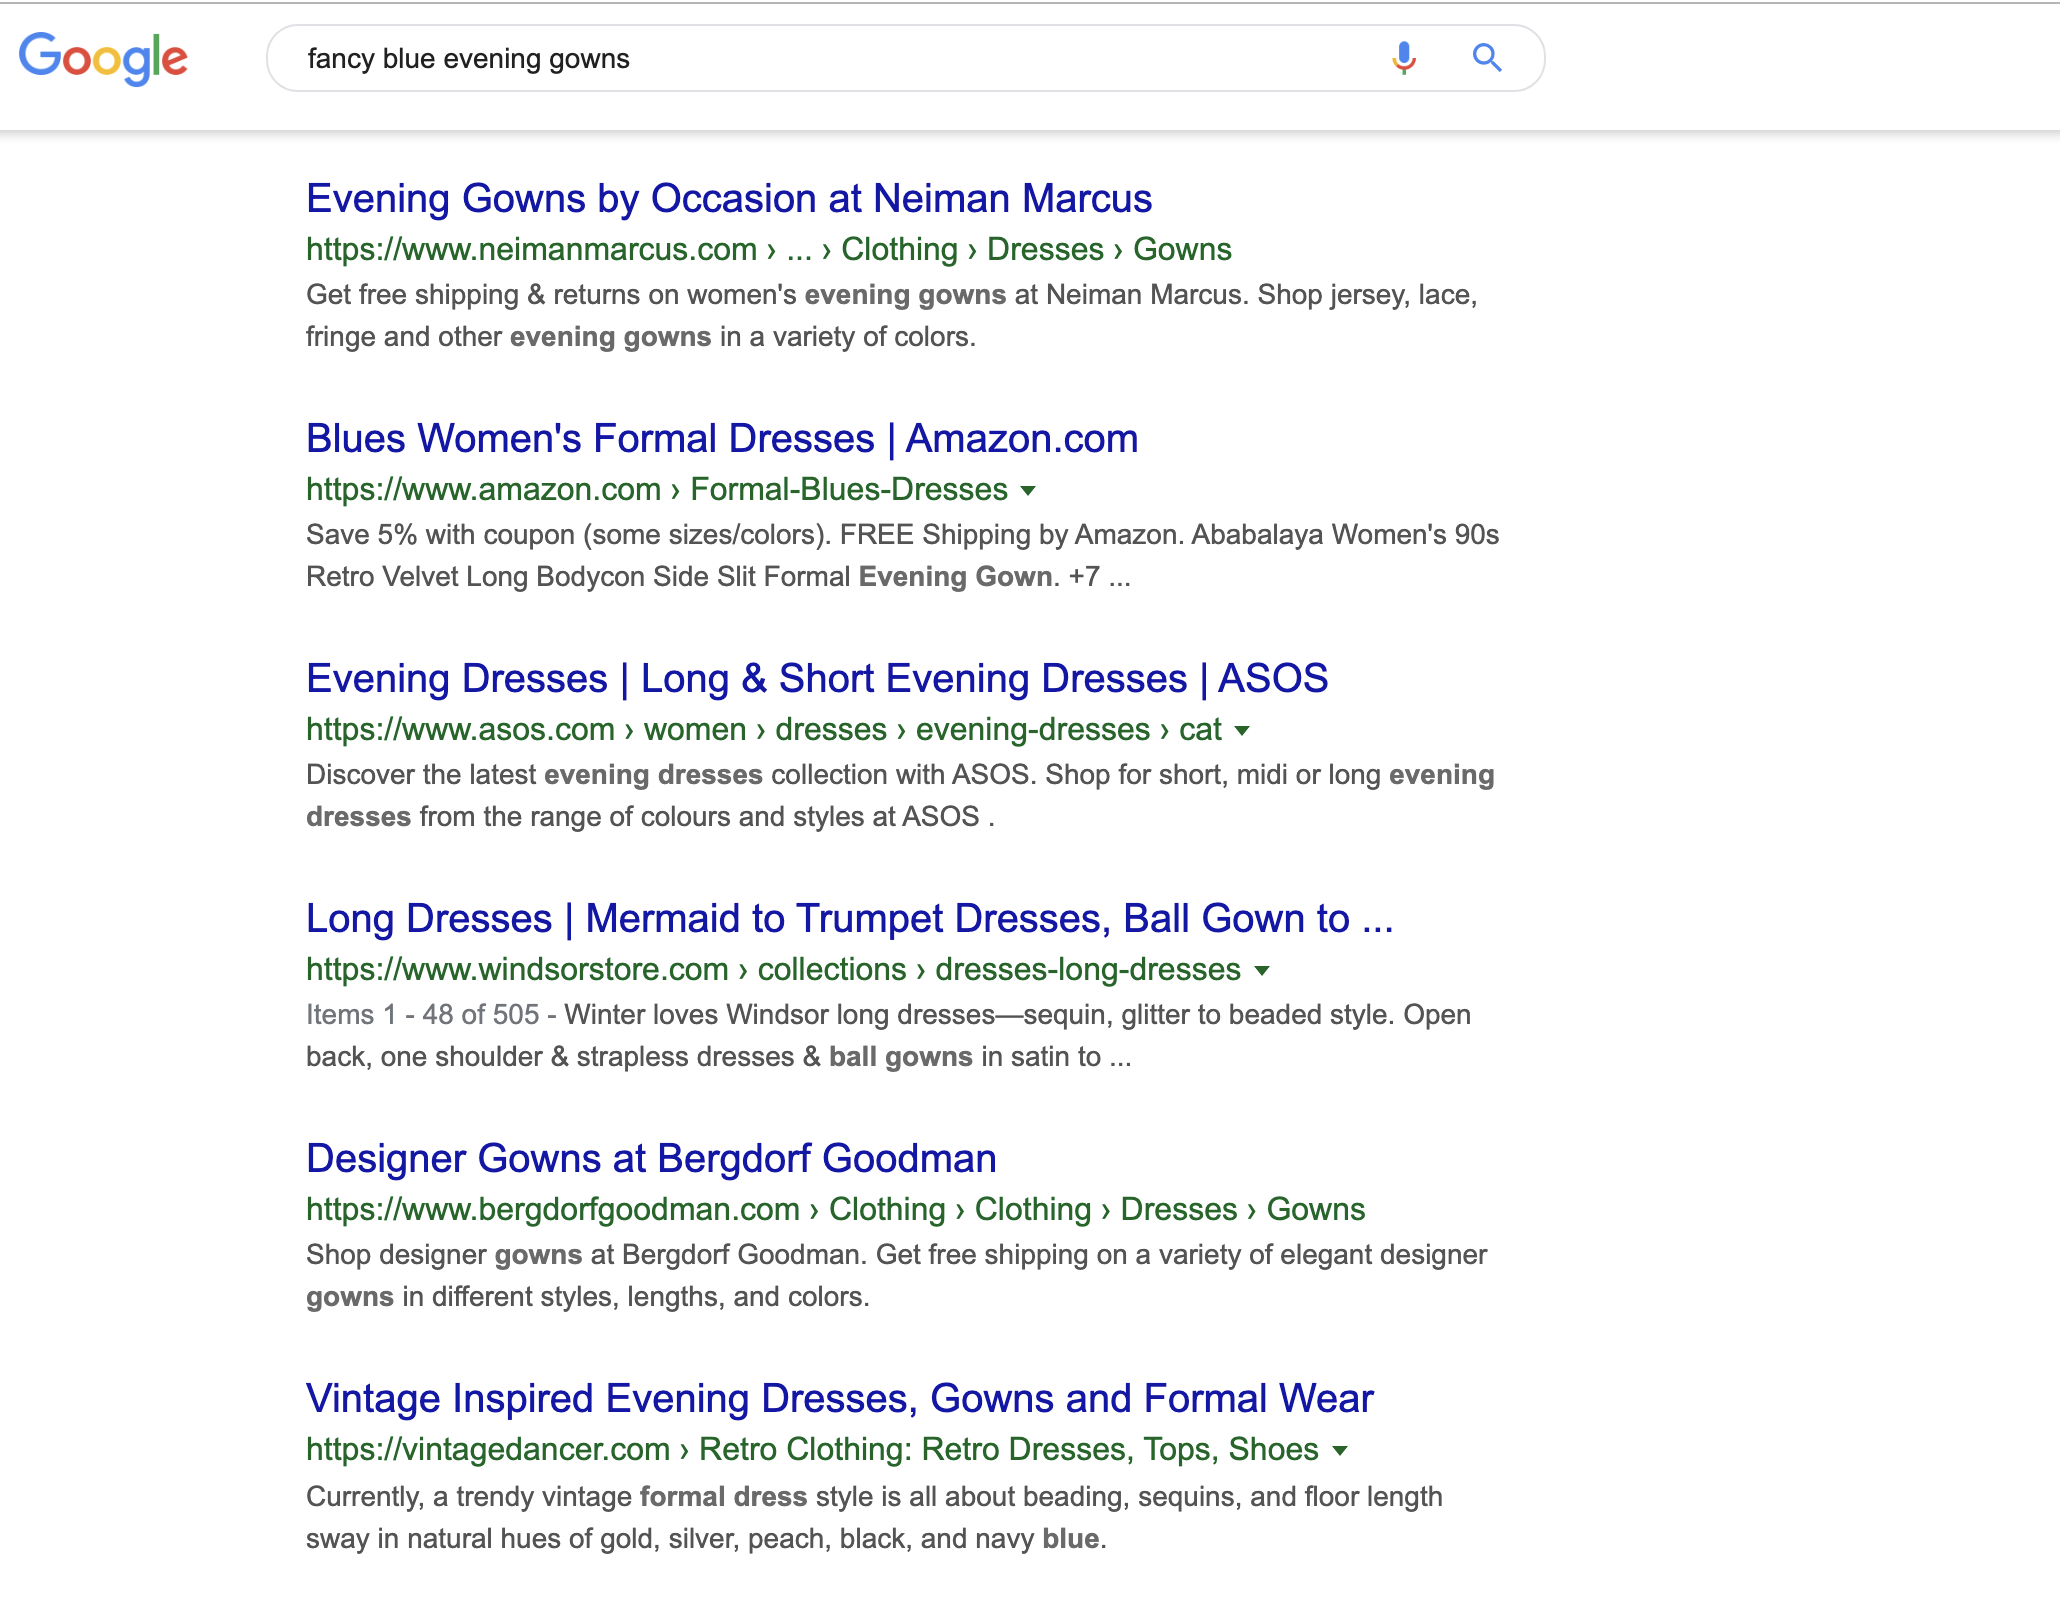 Google
fancy blue evening gowns
Evening Gowns by Occasion at Neiman Marcus
https://www.neimanmarcus.com › ... › Clothing › Dresses › Gowns
Get free shipping & returns on women's evening gowns at Neiman Marcus. Shop jersey, lace,
fringe and other evening gowns in a variety of colors.
Blues Women's Formal Dresses | Amazon.com
https://www.amazon.com › Formal-Blues-Dresses
Save 5% with coupon (some sizes/colors). FREE Shipping by Amazon. Ababalaya Women's 90s
Retro Velvet Long Bodycon Side Slit Formal Evening Gown. +7 ...
Evening Dresses | Long & Short Evening Dresses | ASOS
https://www.asos.com › women › dresses › evening-dresses › cat
Discover the latest evening dresses collection with ASOS. Shop for short, midi or long evening
dresses from the range of colours and styles at ASOS .
Long Dresses | Mermaid to Trumpet Dresses, Ball Gown to ...
https://www.windsorstore.com › collections › dresses-long-dresses
Items 1 - 48 of 505 - Winter loves Windsor long dresses—sequin, glitter to beaded style. Open
back, one shoulder & strapless dresses & ball gowns in satin to ...
Designer Gowns at Bergdorf Goodman
https://www.bergdorfgoodman.com › Clothing › Clothing › Dresses › Gowns
Shop designer gowns at Bergdorf Goodman. Get free shipping on a variety of elegant designer
gowns in different styles, lengths, and colors.
Vintage Inspired Evening Dresses, Gowns and Formal Wear
https://vintagedancer.com › Retro Clothing: Retro Dresses, Tops, Shoes
Currently, a trendy vintage formal dress style is all about beading, sequins, and floor length
sway in natural hues of gold, silver, peach, black, and navy blue.